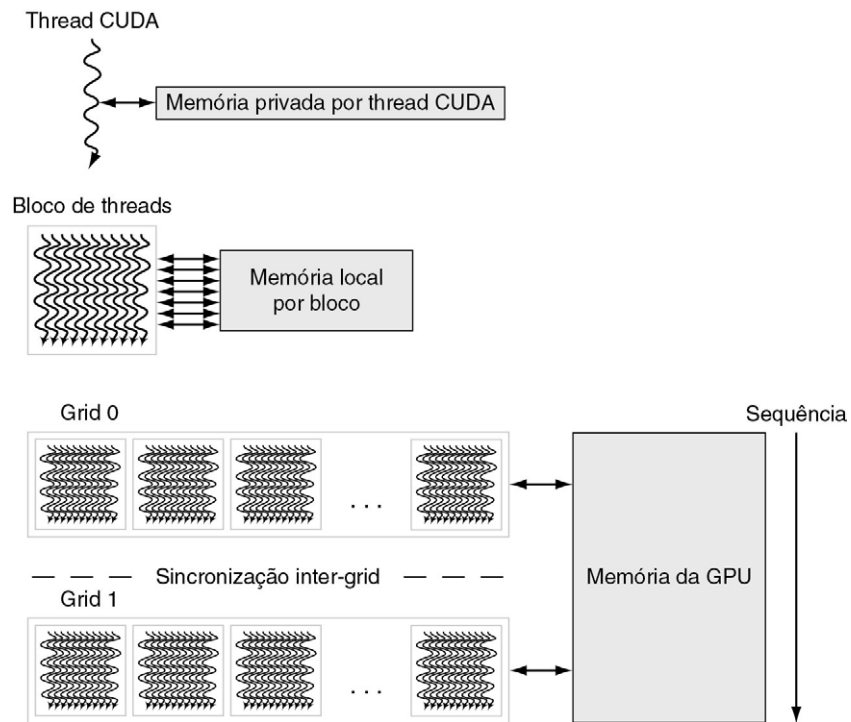 Thread CUDA
Memória privada por thread CUDA
Bloco de threads
Memória local
por bloco
Grid 0
Sequência
. . .
Memória da GPU
Sincronização inter-grid
Grid 1
. . .